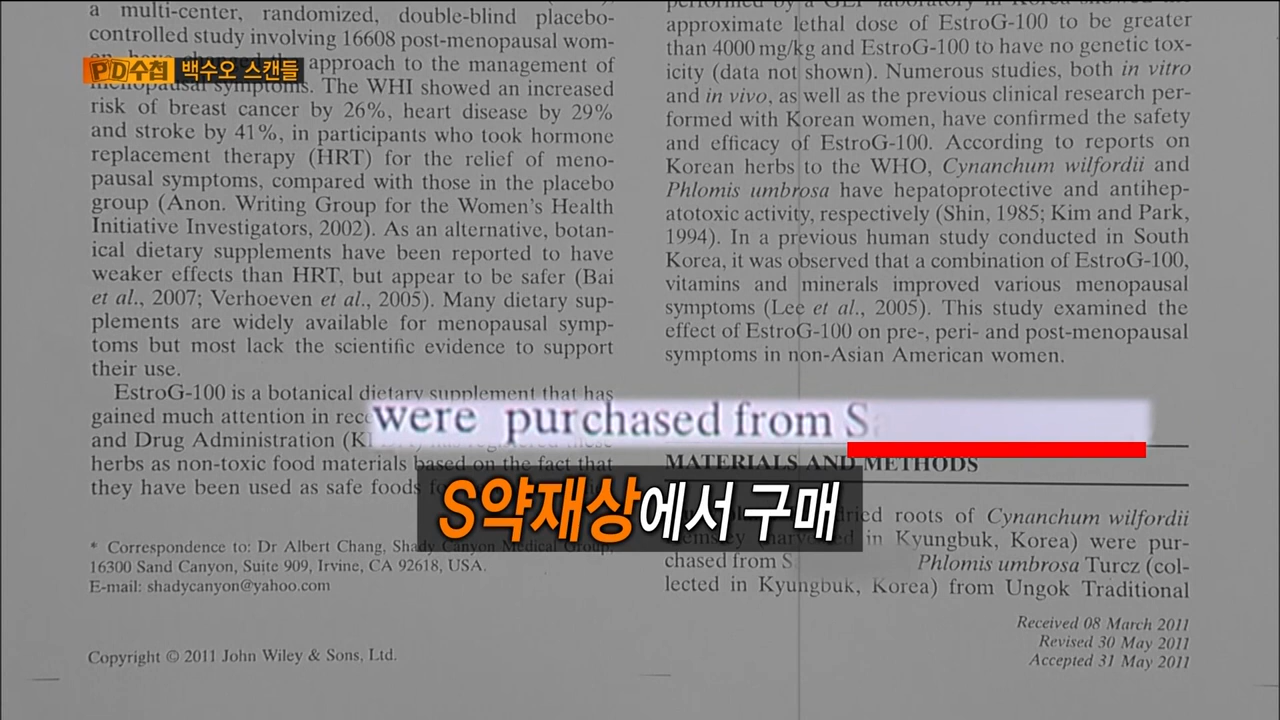 a multi-center, randomized, double-blind placebo-
controlled study involving 16608 post-menopausal wom-
approach to the management of
menopausal symptoms. The WHI showed an increased
risk of breast cancer by 26%, heart disease by 29%
and stroke by 41%, in participants who took hormone
replacement therapy (HRT) for the relief of meno-
pausal symptoms, compared with those in the placebo
group (Anon. Writing Group for the Women's Health
Initiative Investigators, 2002). As an alternative, botan-
ical dietary supplements have been reported to have
weaker effects than HRT, but appear to be safer (Bai
et al., 2007; Verhoeven et al., 2005). Many dietary sup-
plements are widely available for menopausal symp-
toms but most lack the scientific evidence to support
their use.
EstroG-100 is a botanical dietary supplement that has
gained much attention in
and Drug Administration
herbs as non-toxic food materials based on the fact that
they have been used as safe foods
* Correspondence to: Dr Albert Chang, Shady Canyon Medical Group,
16300 Sand Canyon, Suite 909, Irvine, CA 92618, USA.
E-mail: shadycanyon@yahoo.com
Copyright © 2011 John Wiley & Sons, Ltd.
PD수첩 백수오 스캔들
approximate lethal dose of EstroG-100 to be greater
than 4000 mg/kg and EstroG-100 to have no genetic tox-
icity (data not shown). Numerous studies, both in vitro
and in vivo, as well as the previous clinical research per-
formed with Korean women, have confirmed the safety
and efficacy of EstroG-100. According to reports on
Korean herbs to the WHO, Cynanchum wilfordii and
Phlomis umbrosa have hepatoprotective and antihep-
atotoxic activity, respectively (Shin, 1985; Kim and Park,
1994). In a previous human study conducted in South
Korea, it was observed that a combination of EstroG-100,
vitamins and minerals improved various menopausal
symptoms (Lee et al., 2005). This study examined the
effect of EstroG-100 on pre-, peri- and post-menopausal
symptoms in non-Asian American women.
were purchased from S
MATERIALS AND METHODS
S약재상에서 구매
dried roots of Cynanchum wilfordii
in Kyungbuk, Korea) were pur-
chased from S Phlomis umbrosa Turcz (col-
lected in Kyungbuk, Korea) from Ungok Traditional
Received 08 March 2011
Revised 30 May 2011
Accepted 31 May 2011